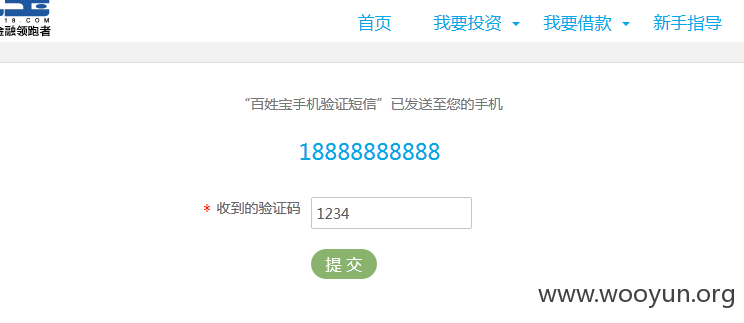 18.COM
金融领跑者
首页 我要投资 我要借款 新手指导
“百姓宝手机验证短信”已发送至您的手机
18888888888
* 收到的验证码 1234
提 交
www.wooyun.org